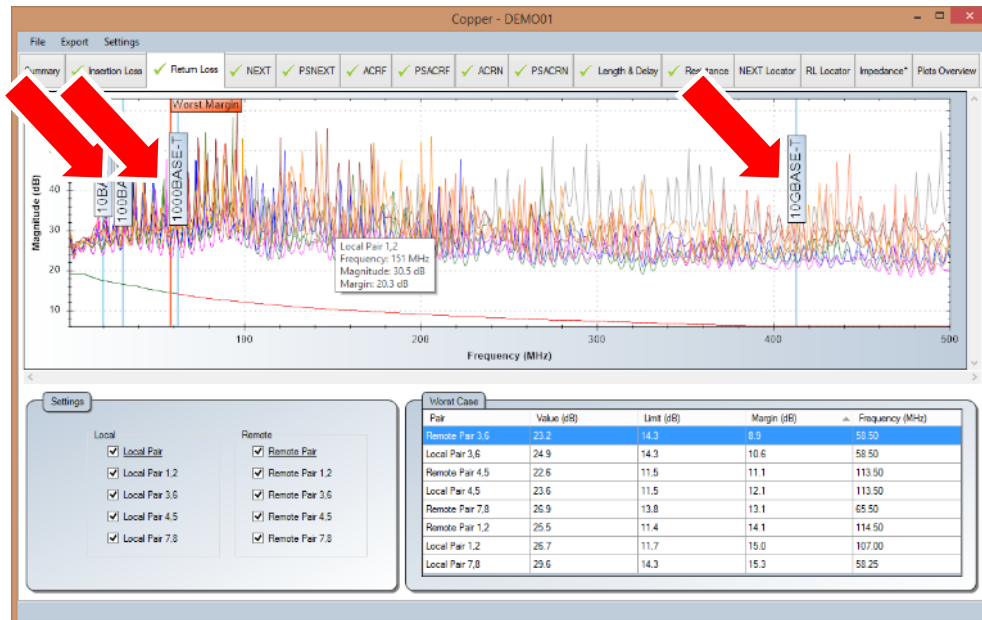 Copper - DEMO01
File Export Settings
Summary Insertion Loss Return Loss NEXT PSNEXT ACRF PSACRF ACRN PSACRN Length & Delay NEXT Locator RL Locator Impedance* Plots Overview
Worst Margin
10BA
100BA
1000BASE-T
10GBASE-T
Magnitude (dB)
40
30
20
10
Local Pair 1,2
Frequency: 151 MHz
Magnitude: 30.5 dB
Margin: 20.3 dB
100 200 300 400 500
Frequency (MHz)
Settings
Local Remote
Local Pair Remote Pair
Local Pair 1,2 Remote Pair 1,2
Local Pair 3,6 Remote Pair 3,6
Local Pair 4,5 Remote Pair 4,5
Local Pair 7,8 Remote Pair 7,8
Worst Case
Pair Value (dB) Limit (dB) Margin (dB) Frequency (MHz)
Remote Pair 3,6 23.2 14.3 8.9 58.50
Local Pair 3,6 24.9 14.3 10.6 58.50
Remote Pair 4,5 22.6 11.5 11.1 113.50
Local Pair 4,5 23.6 11.5 12.1 113.50
Remote Pair 7,8 26.9 13.8 13.1 65.50
Remote Pair 1,2 25.5 11.4 14.1 114.50
Local Pair 1,2 26.7 11.7 15.0 107.00
Local Pair 7,8 29.6 14.3 15.3 58.25